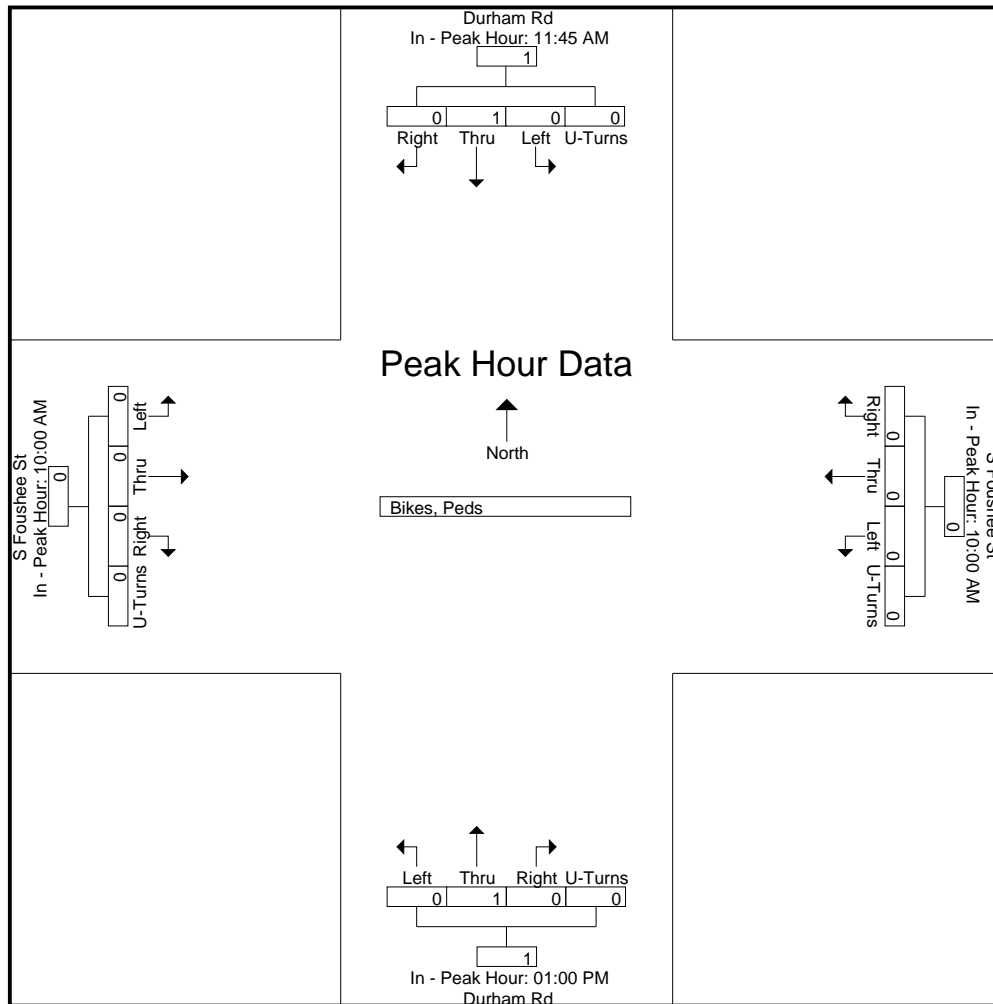 Durham Rd
In - Peak Hour: 11:45 AM
1
0 1 0 0
Right Thru Left U-Turns
Peak Hour Data
North
Bikes, Peds
S Foushee St
In - Peak Hour: 10:00 AM
0
0 0 0 0
Left Thru Right U-Turns
S Foushee St
In - Peak Hour: 10:00 AM
0
0 0 0 0
Right Thru Left U-Turns
Left Thru Right U-Turns
0 1 0 0
1
In - Peak Hour: 01:00 PM
Durham Rd